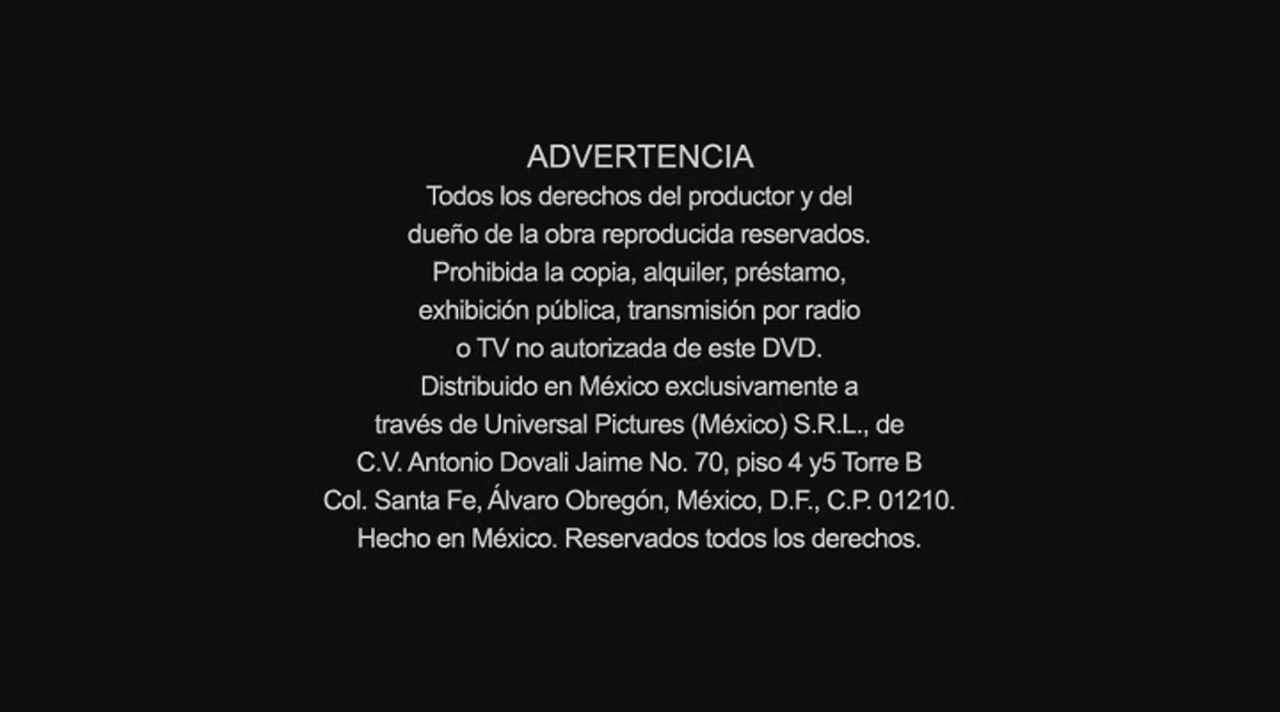 ADVERTENCIA
Todos los derechos del productor y del
dueño de la obra reproducida reservados.
Prohibida la copia, alquiler, préstamo,
exhibición pública, transmisión por radio
o TV no autorizada de este DVD.
Distribuido en México exclusivamente a
través de Universal Pictures (México) S.R.L., de
C.V. Antonio Dovali Jaime No. 70, piso 4 y5 Torre B
Col. Santa Fe, Álvaro Obregón, México, D.F., C.P. 01210.
Hecho en México. Reservados todos los derechos.